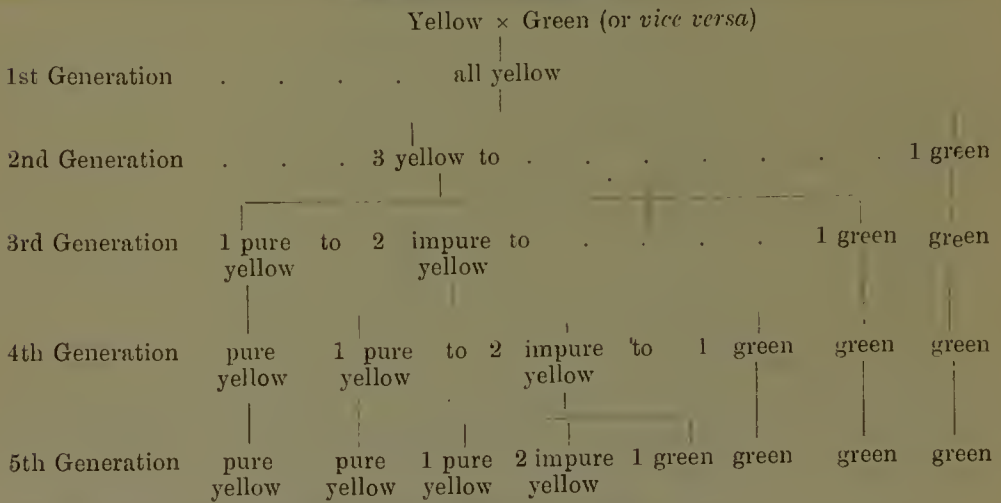 Yellow × Green (or vice versa)
1st Generation . . . . all yellow
2nd Generation . . . 3 yellow to . . . . . . . 1 green
3rd Generation 1 pure to 2 impure to . . . . 1 green green
yellow yellow
4th Generation pure 1 pure to 2 impure to 1 green green green
yellow yellow yellow
5th Generation pure pure 1 pure 2 impure 1 green green green green
yellow yellow yellow yellow